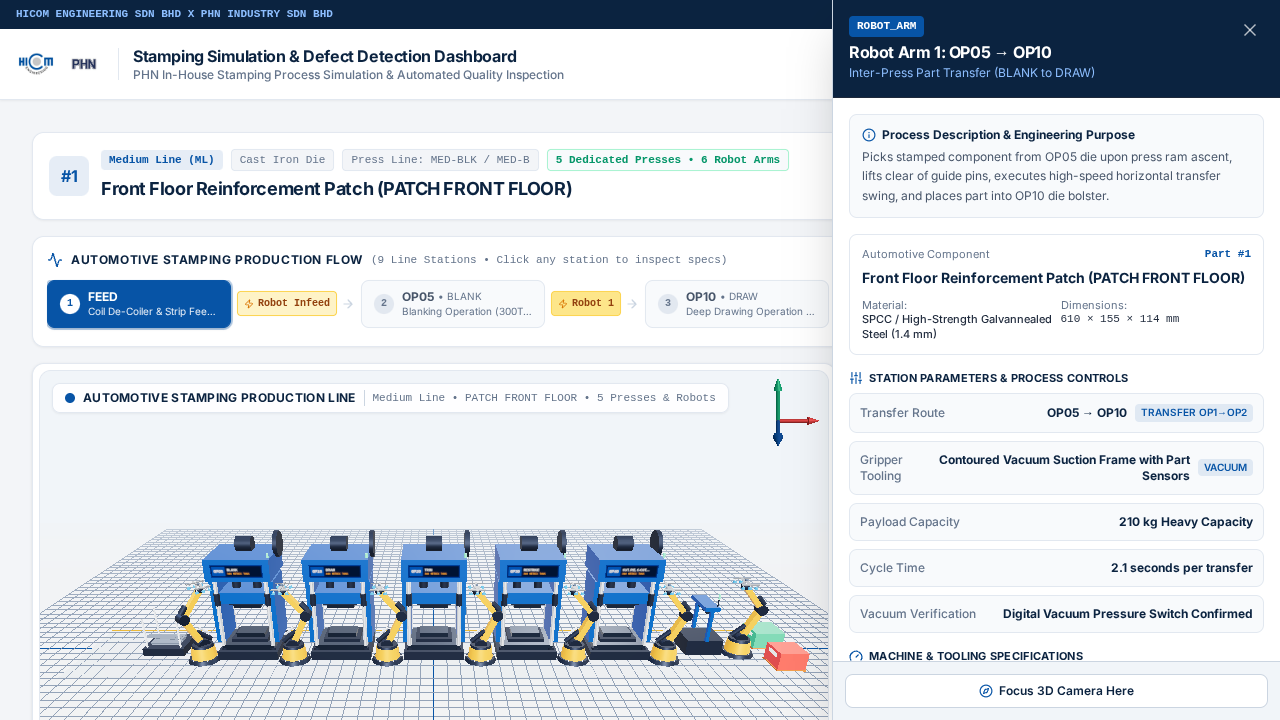 HICOM ENGINEERING SDN BHD X PHN INDUSTRY SDN BHD
HICOM
PHN
Stamping Simulation & Defect Detection Dashboard
PHN In-House Stamping Process Simulation & Automated Quality Inspection
#1
Medium Line (ML)
Cast Iron Die
Press Line: MED-BLK / MED-B
5 Dedicated Presses • 6 Robot Arms
Front Floor Reinforcement Patch (PATCH FRONT FLOOR)
AUTOMOTIVE STAMPING PRODUCTION FLOW (9 Line Stations • Click any station to inspect specs)
1
FEED
Coil De-Coiler & Strip Fee...
Robot Infeed
→
2
OP05 • BLANK
Blanking Operation (300T...
Robot 1
→
3
OP10 • DRAW
Deep Drawing Operation ...
AUTOMOTIVE STAMPING PRODUCTION LINE
Medium Line • PATCH FRONT FLOOR • 5 Presses & Robots
ROBOT_ARM
Robot Arm 1: OP05 → OP10
Inter-Press Part Transfer (BLANK to DRAW)
Process Description & Engineering Purpose
Picks stamped component from OP05 die upon press ram ascent,
lifts clear of guide pins, executes high-speed horizontal transfer
swing, and places part into OP10 die bolster.
Automotive Component
Part #1
Front Floor Reinforcement Patch (PATCH FRONT FLOOR)
Material:
SPCC / High-Strength Galvannealed
Steel (1.4 mm)
Dimensions:
610 × 155 × 114 mm
STATION PARAMETERS & PROCESS CONTROLS
Transfer Route
OP05 → OP10
TRANSFER OP1→OP2
Gripper
Tooling
Contoured Vacuum Suction Frame with Part
Sensors
VACUUM
Payload Capacity
210 kg Heavy Capacity
Cycle Time
2.1 seconds per transfer
Vacuum Verification
Digital Vacuum Pressure Switch Confirmed
MACHINE & TOOLING SPECIFICATIONS
Focus 3D Camera Here